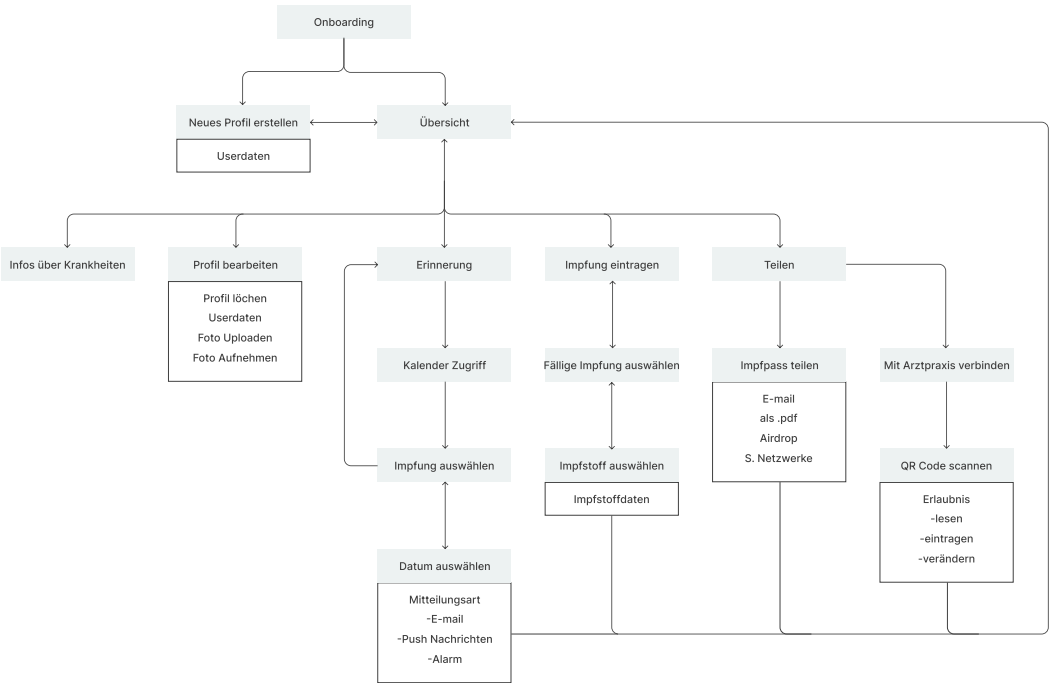 Onboarding
Neues Profil erstellen
Übersicht
Userdaten
Infos über Krankheiten
Profil bearbeiten
Erinnerung
Impfung eintragen
Teilen
Profil löchen
Userdaten
Foto Uploaden
Foto Aufnehmen
Kalender Zugriff
Fällige Impfung auswählen
Impfpass teilen
Mit Arztpraxis verbinden
E-mail
als .pdf
Airdrop
S. Netzwerke
Impfung auswählen
Impfstoff auswählen
QR Code scannen
Impfstoffdaten
Erlaubnis
-lesen
-eintragen
-verändern
Datum auswählen
Mitteilungsart
-E-mail
-Push Nachrichten
-Alarm